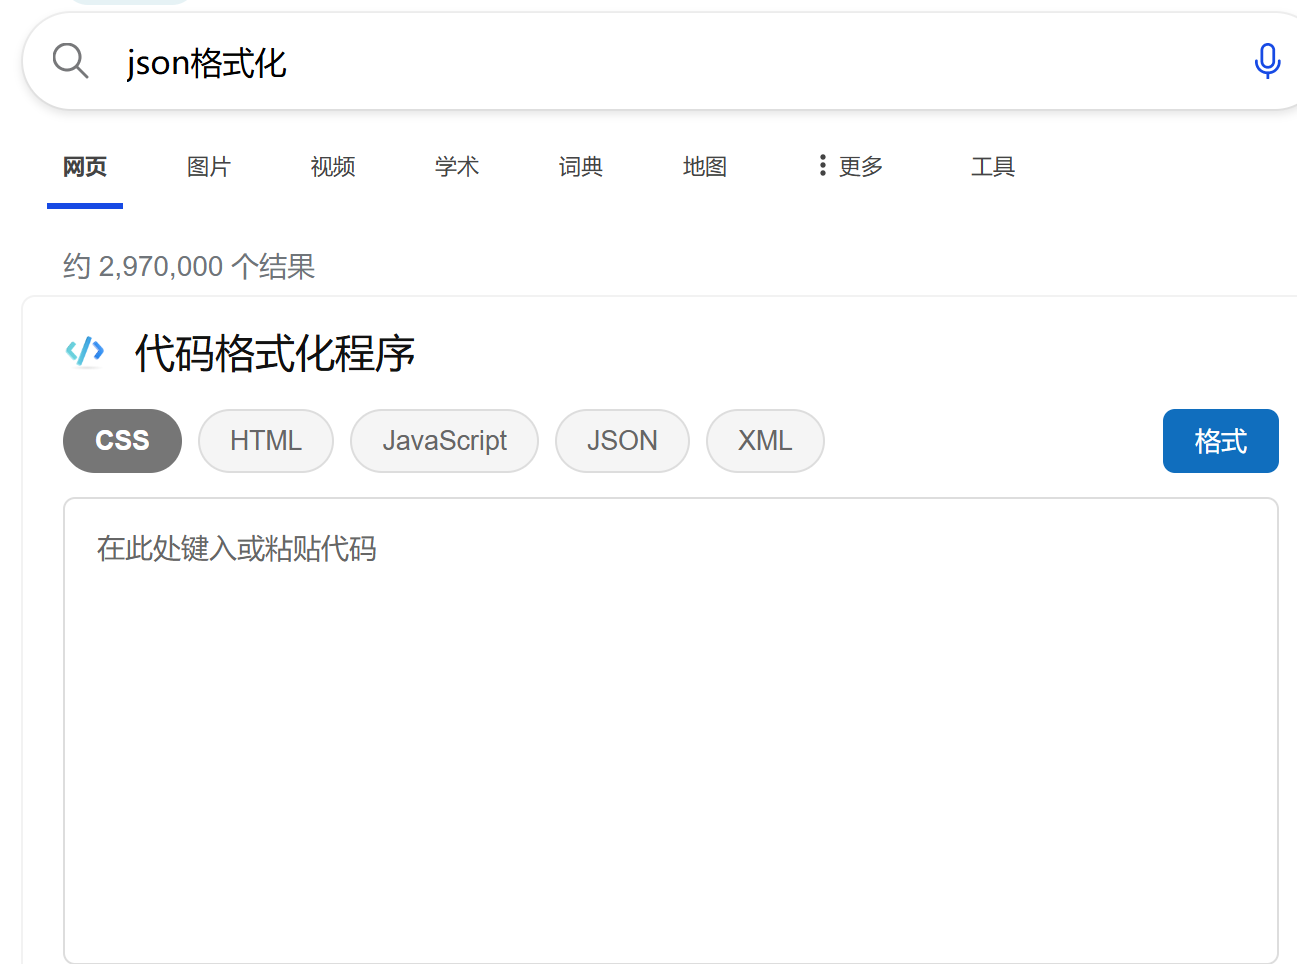 json格式化
网页 图片 视频 学术 词典 地图 更多 工具
约 2,970,000 个结果
代码格式化程序
CSS HTML JavaScript JSON XML 格式
在此处键入或粘贴代码